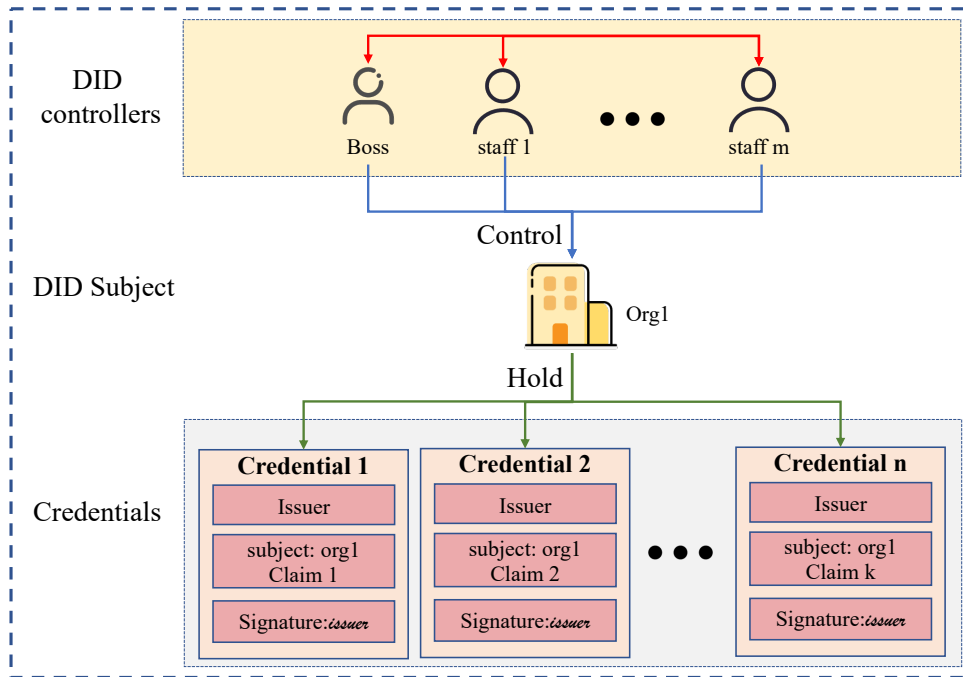 DID
controllers
Boss
staff 1
staff m
Control
DID Subject
Org1
Hold
Credentials
Credential 1
Issuer
subject: org1
Claim 1
Signature:issuer
Credential 2
Issuer
subject: org1
Claim 2
Signature:issuer
Credential n
Issuer
subject: org1
Claim k
Signature:issuer